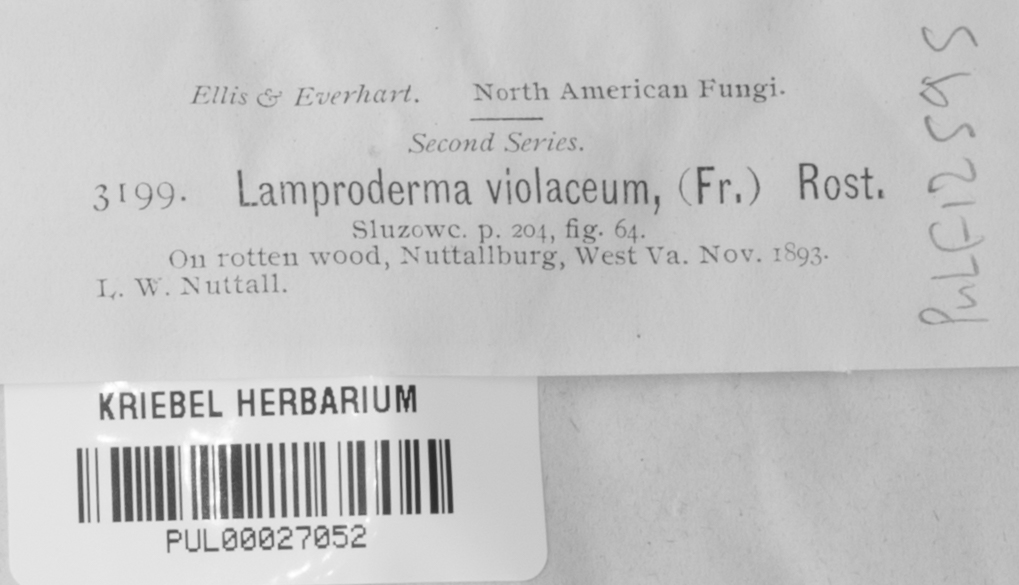 Ellis & Everhart. North American Fungi.
Second Series.
3199. Lamproderma violaceum, (Fr.) Rost.
Sluzowc. p. 204, fig. 64.
On rotten wood, Nuttallburg, West Va. Nov. 1893.
L. W. Nuttall.
PULF12595
KRIEBEL HERBARIUM
PUL00027052